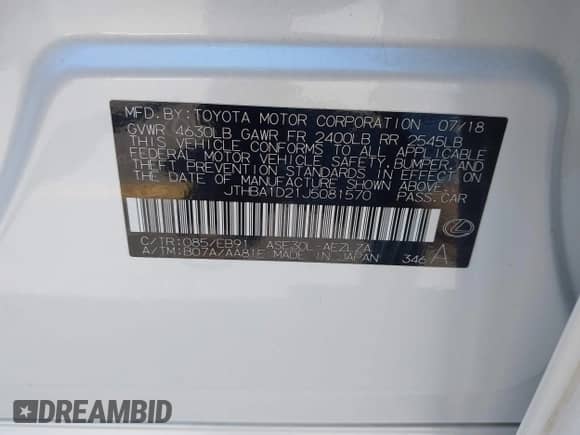 MFD. BY: TOYOTA MOTOR CORPORATION 07/18
GVWR 4630LB GAWR FR 2400LB RR 2545LB
THIS VEHICLE CONFORMS TO ALL APPLICABLE
FEDERAL MOTOR VEHICLE SAFETY, BUMPER, AND
THEFT PREVENTION STANDARDS IN EFFECT ON
THE DATE OF MANUFACTURE SHOWN ABOVE.
JTHBA1D21J5081570 PASS.CAR
C/TR:085/EB91 ASE30L-AEZLZA
A/TM:B07A/AA81E MADE IN JAPAN 346 A
DREAMBID